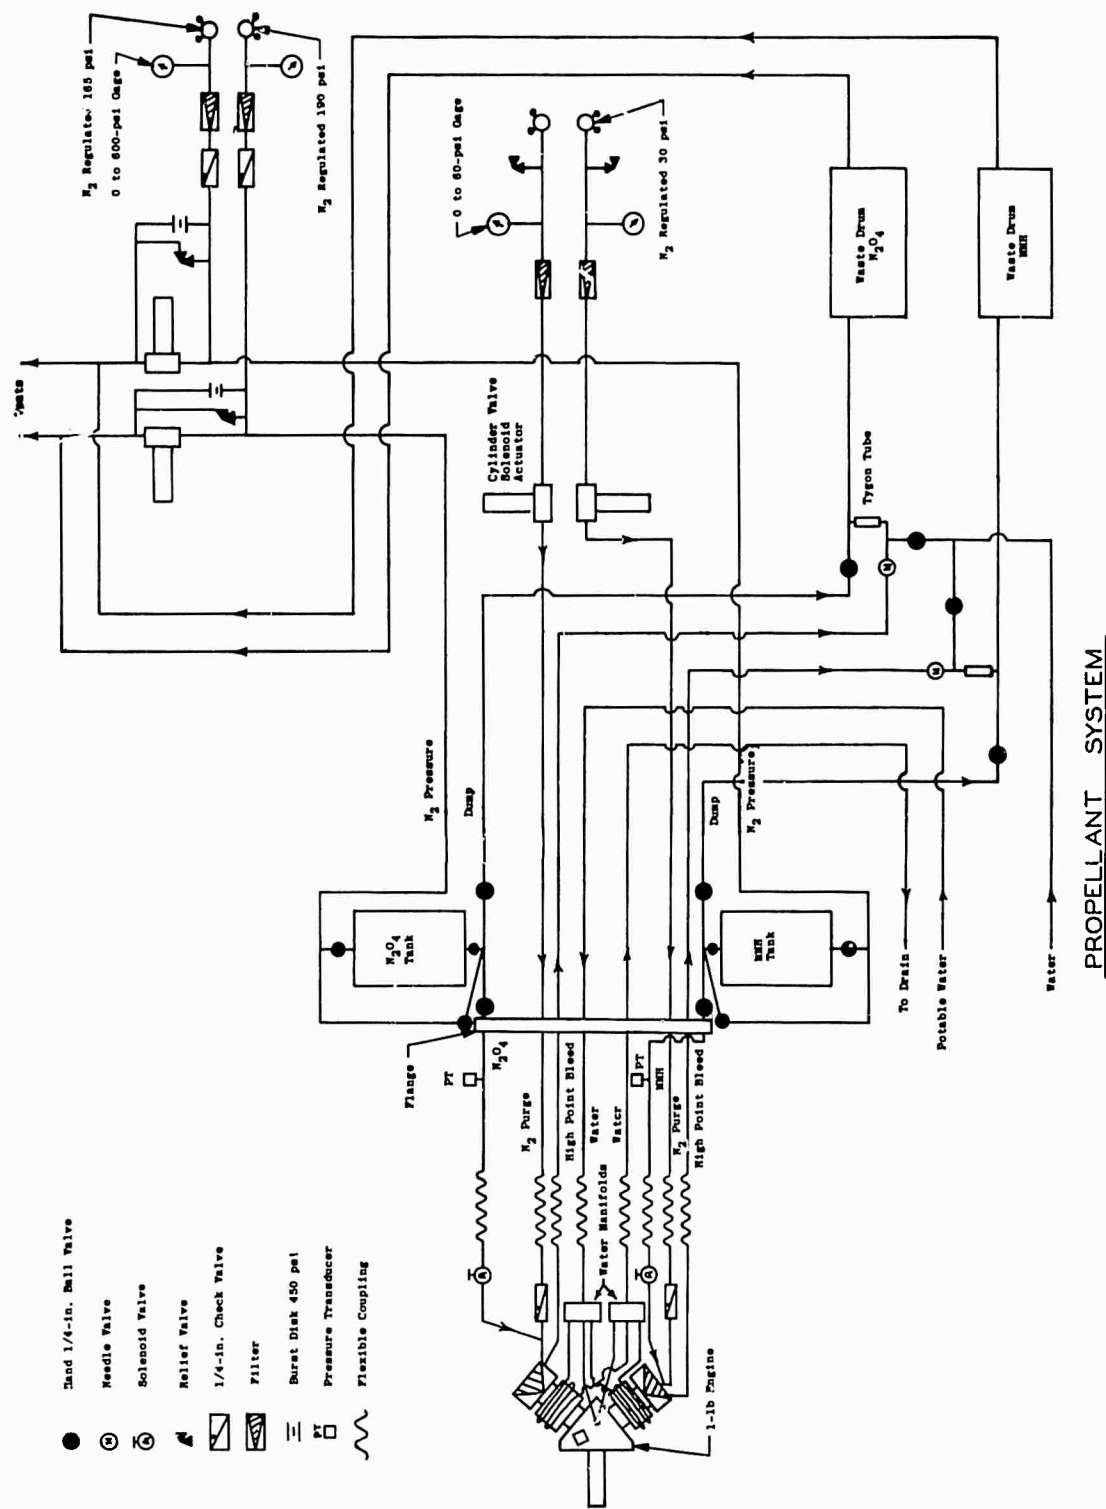 N2 Regulated 165 psi
0 to 600-psi Gage
N2 Regulated 190 psi
0 to 60-psi Gage
N2 Regulated 30 psi
Cylinder Valve
Solenoid
Actuator
Waste Drum
N2O4
Waste Drum
MMH
Tygon Tube
N2 Pressure
Dump
Dump
N2 Pressure
N2O4
Tank
MMH
Tank
To Drain
Potable Water
Water
Flange
PT
N2O4
N2 Purge
High Point Bleed
Water
Water
PT
MMH
N2 Purge
High Point Bleed
Water Manifolds
1-lb Engine
Hand 1/4-in. Ball Valve
N
Needle Valve
A
Solenoid Valve
Relief Valve
1/4-in. Check Valve
Filter
Burst Disk 450 psi
PT
Pressure Transducer
Flexible Coupling
A
A
N
N
PROPELLANT SYSTEM